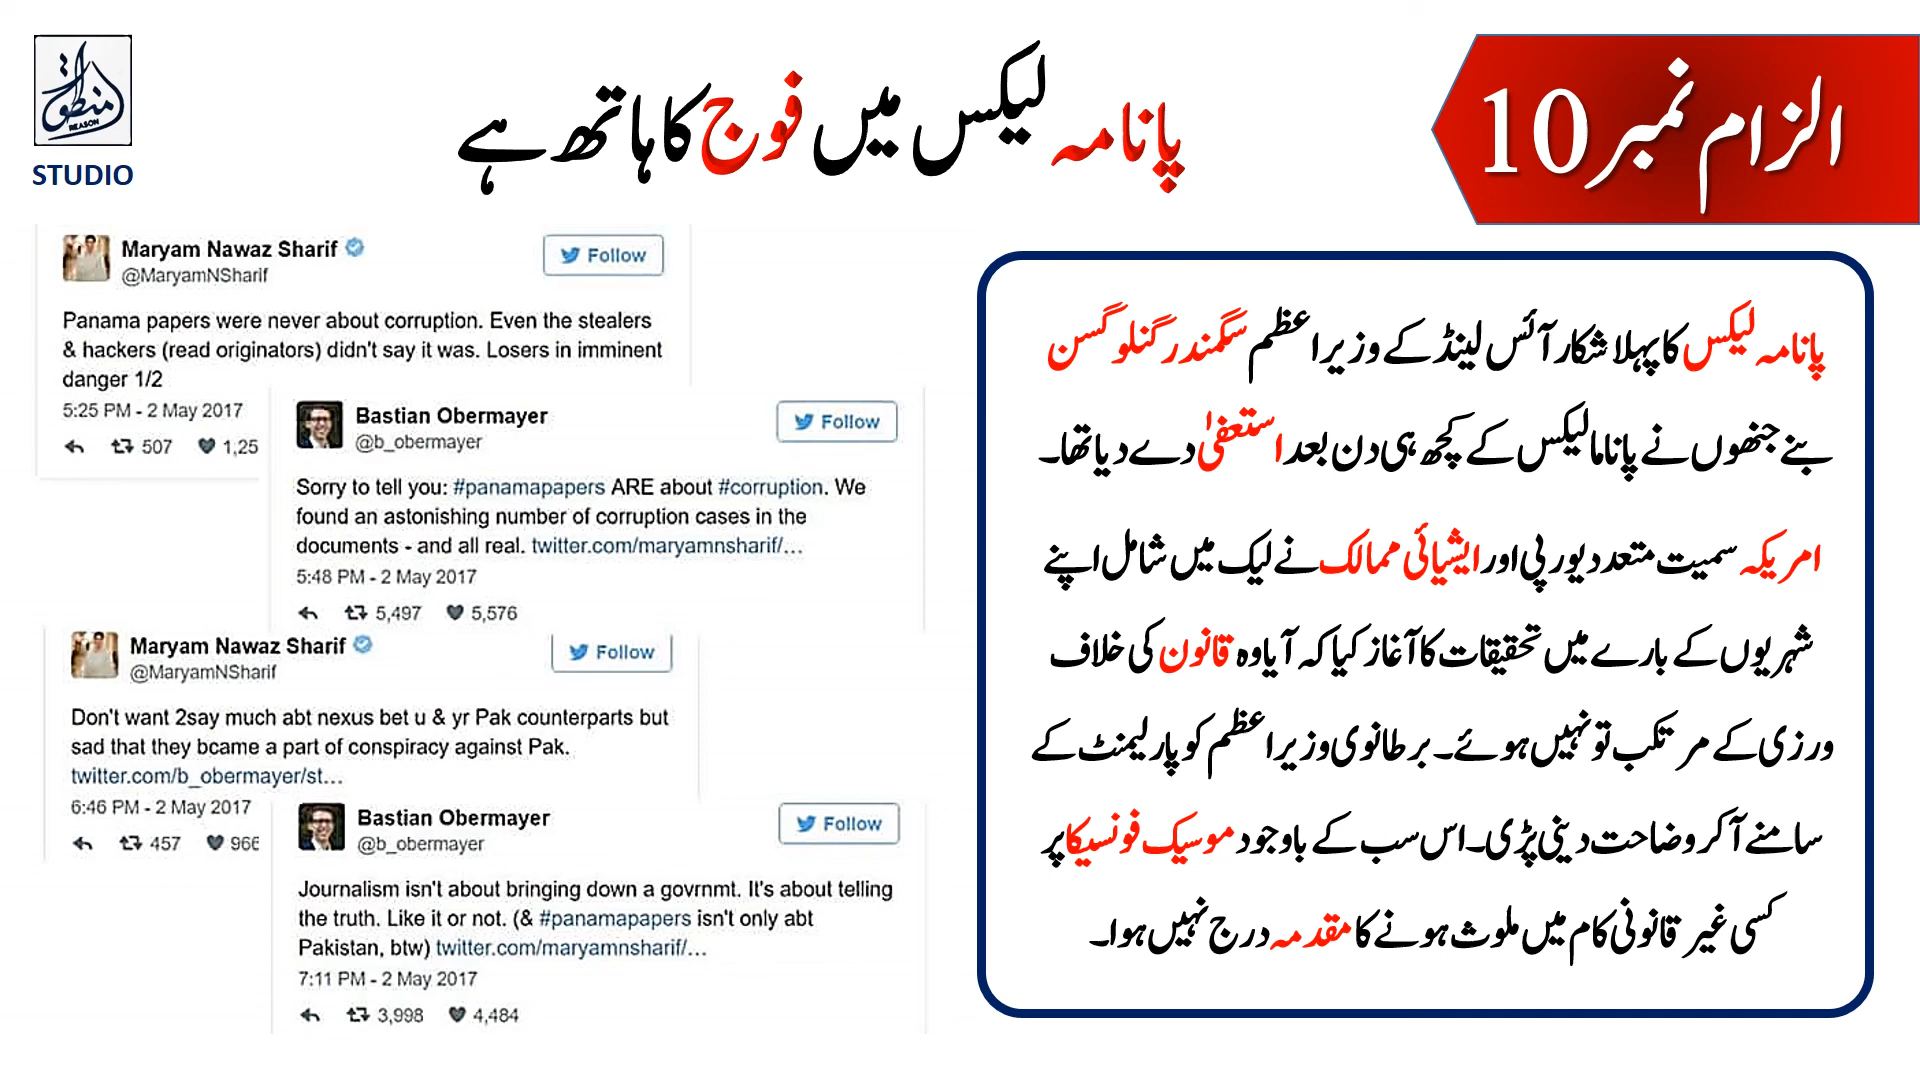 منطق
REASON
STUDIO
پانامہ لیکس میں فوج کا ہاتھ ہے
الزام نمبر 10
Maryam Nawaz Sharif
@MaryamNSharif
Follow
Panama papers were never about corruption. Even the stealers
& hackers (read originators) didn't say it was. Losers in imminent
danger 1/2
5:25 PM - 2 May 2017
507 1,25
Bastian Obermayer
@b_obermayer
Follow
Sorry to tell you: #panamapapers ARE about #corruption. We
found an astonishing number of corruption cases in the
documents - and all real. twitter.com/maryamnsharif/…
5:48 PM - 2 May 2017
5,497 5,576
Maryam Nawaz Sharif
@MaryamNSharif
Follow
Don't want 2say much abt nexus bet u & yr Pak counterparts but
sad that they bcame a part of conspiracy against Pak.
twitter.com/b_obermayer/st…
6:46 PM - 2 May 2017
457 966
Bastian Obermayer
@b_obermayer
Follow
Journalism isn't about bringing down a govrnmt. It's about telling
the truth. Like it or not. (& #panamapapers isn't only abt
Pakistan, btw) twitter.com/maryamnsharif/…
7:11 PM - 2 May 2017
3,998 4,484
پانامہ لیکس کا پہلا شکار آئس لینڈ کے وزیراعظم سگمندر گنلوگسن
بنے جنھوں نے پاناما لیکس کے کچھ ہی دن بعد استعفیٰ دے دیا تھا۔
امریکہ سمیت متعدد یورپی اور ایشیائی ممالک نے لیک میں شامل اپنے
شہریوں کے بارے میں تحقیقات کا آغاز کیا کہ آیا وہ قانون کی خلاف
ورزی کے مرتکب تو نہیں ہوئے۔ برطانوی وزیراعظم کو پارلیمنٹ کے
سامنے آکر وضاحت دینی پڑی۔ اس سب کے باوجود موسیک فونسیکا پر
کسی غیر قانونی کام میں ملوث ہونے کا مقدمہ درج نہیں ہوا۔